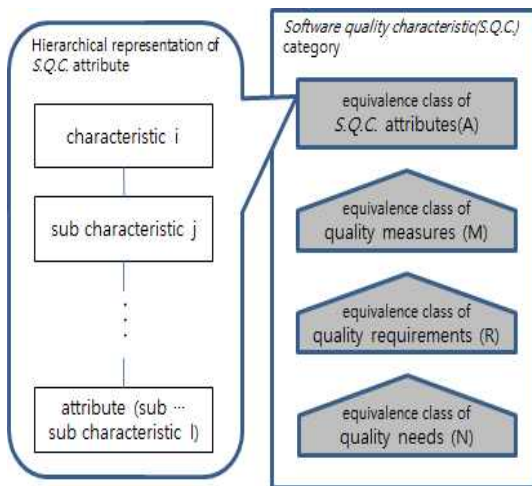 Hierarchical representation of
S.Q.C. attribute
characteristic i
sub characteristic j
⋮
attribute (sub ···
sub characteristic l)
Software quality characteristic(S.Q.C.)
category
equivalence class of
S.Q.C. attributes(A)
equivalence class of
quality measures (M)
equivalence class of
quality requirements (R)
equivalence class of
quality needs (N)